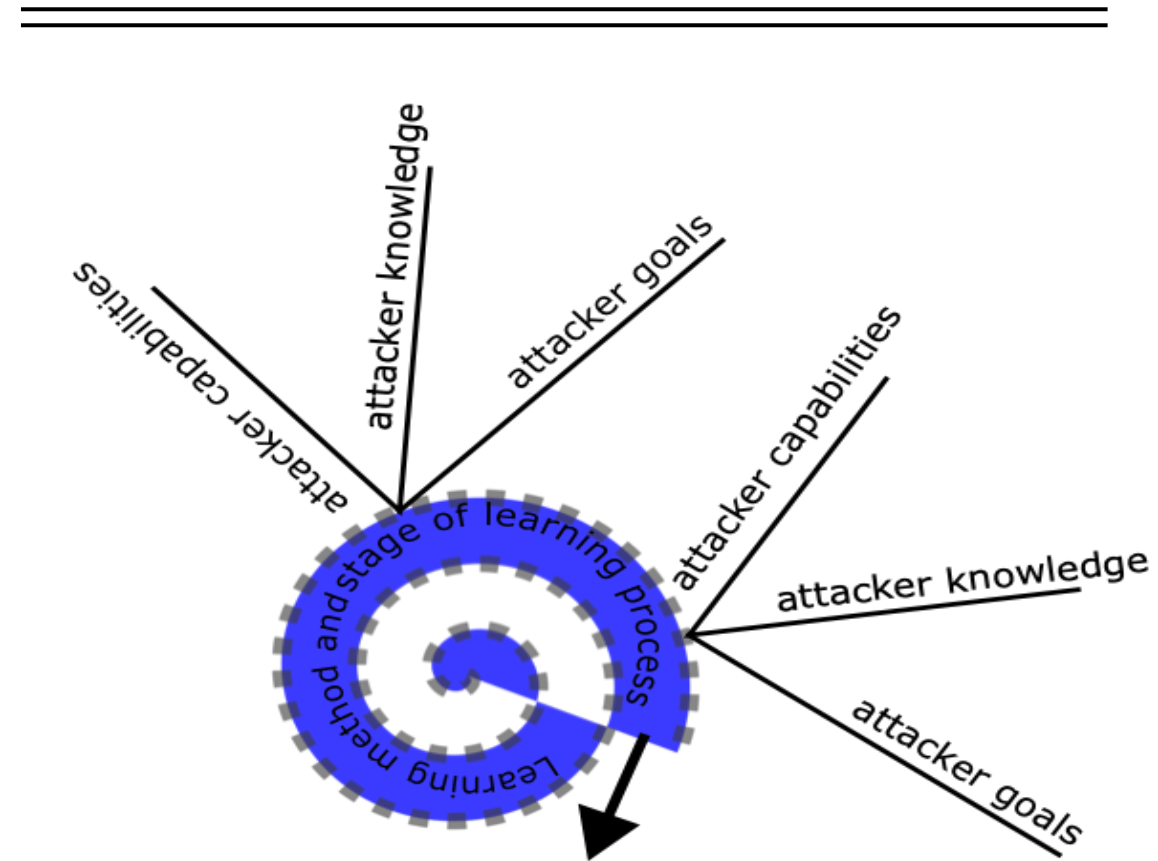 attacker capabilities
attacker knowledge
attacker goals
attacker capabilities
attacker knowledge
attacker goals
Learning method and stage of learning process